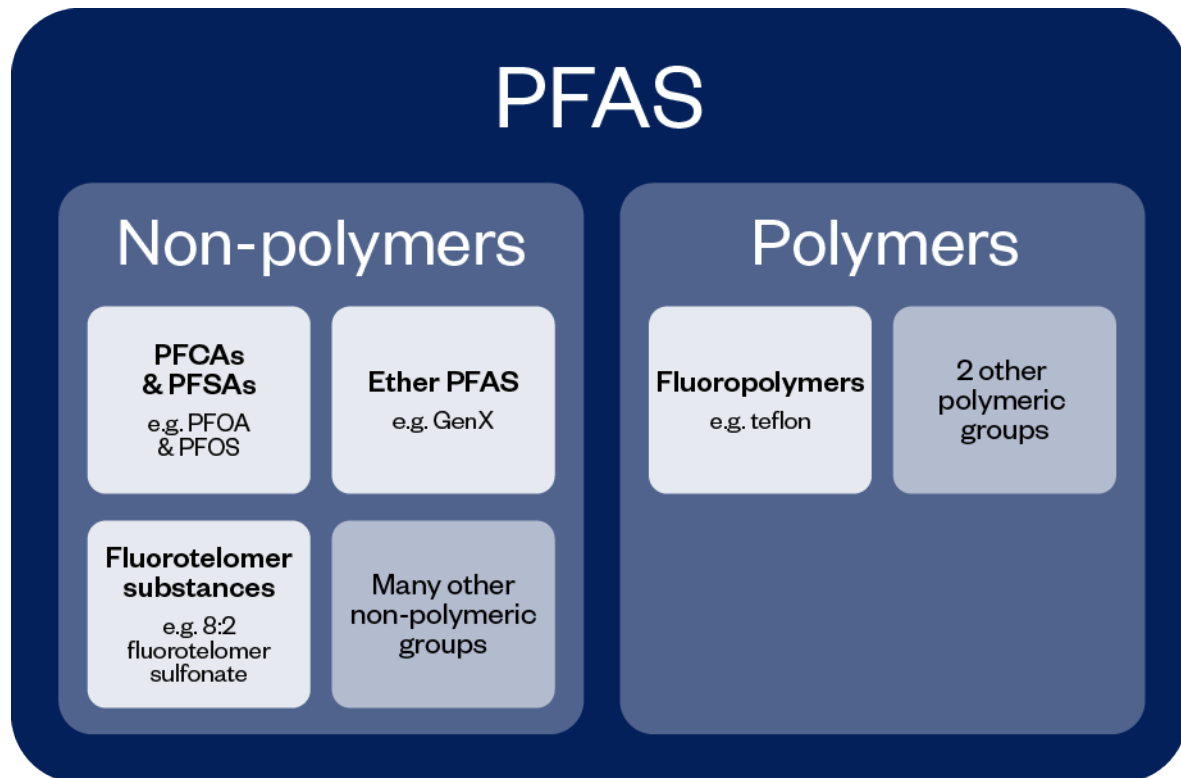 PFAS
Non-polymers
PFCAs
& PFSAs
e.g. PFOA
& PFOS
Ether PFAS
e.g. GenX
Fluorotelomer
substances
e.g. 8:2
fluorotelomer
sulfonate
Many other
non-polymeric
groups
Polymers
Fluoropolymers
e.g. teflon
2 other
polymeric
groups